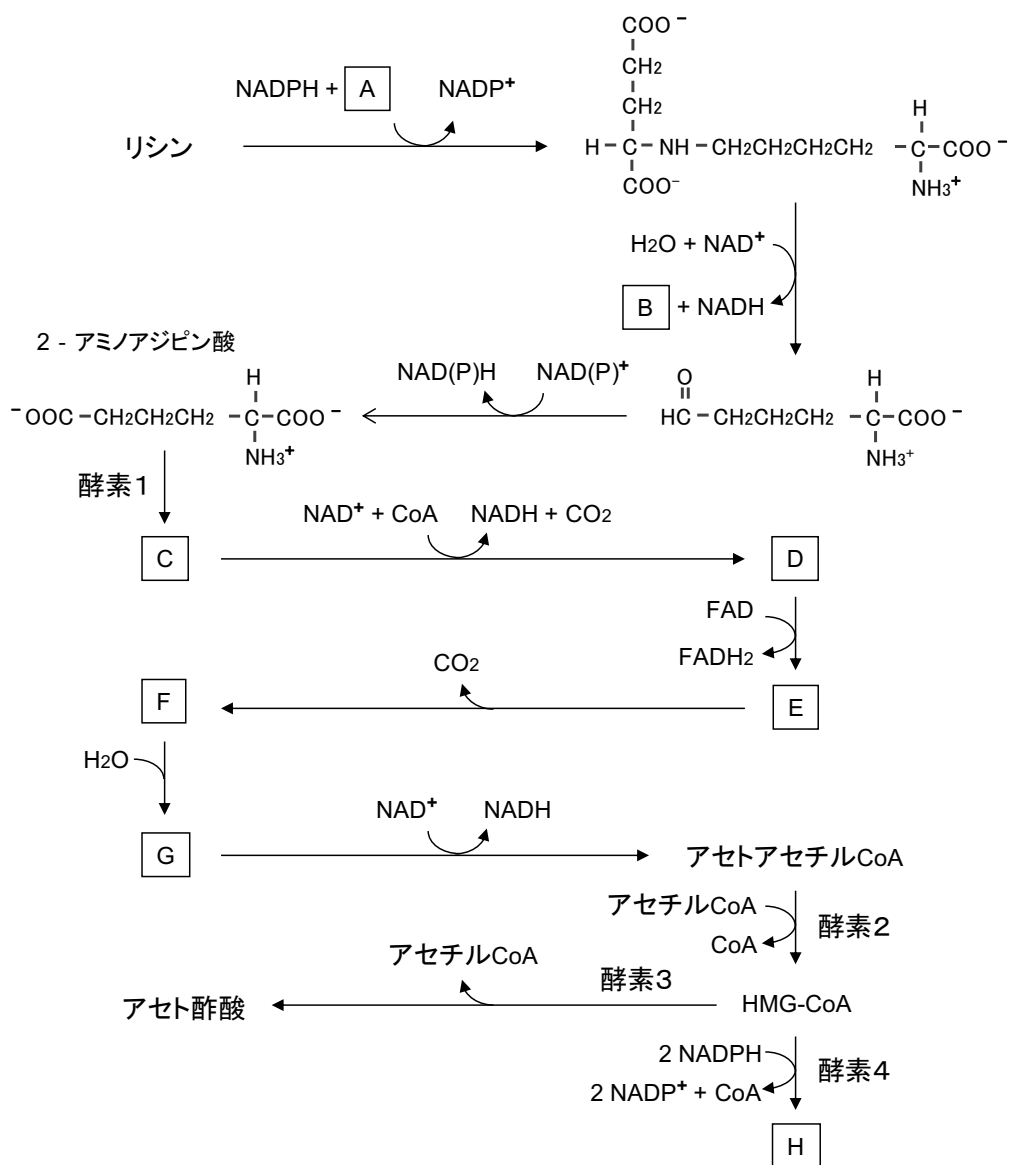 COO⁻
CH2
CH2
NADPH + A NADP⁺
リシン
H－C－NH－CH2CH2CH2CH2－C－COO⁻
H
COO⁻
NH3⁺
H2O + NAD⁺
B + NADH
2 - アミノアジピン酸
NAD(P)H NAD(P)⁺
H
⁻OOC－CH2CH2CH2－C－COO⁻
NH3⁺
O
H
HC－CH2CH2CH2－C－COO⁻
NH3⁺
酵素1
NAD⁺ + CoA NADH + CO2
C
D
FAD
FADH2
CO2
F
E
H2O
NAD⁺ NADH
G
アセトアセチルCoA
アセチルCoA
CoA
酵素2
アセチルCoA
酵素3
アセト酢酸
HMG-CoA
2 NADPH
2 NADP⁺ + CoA
酵素4
H